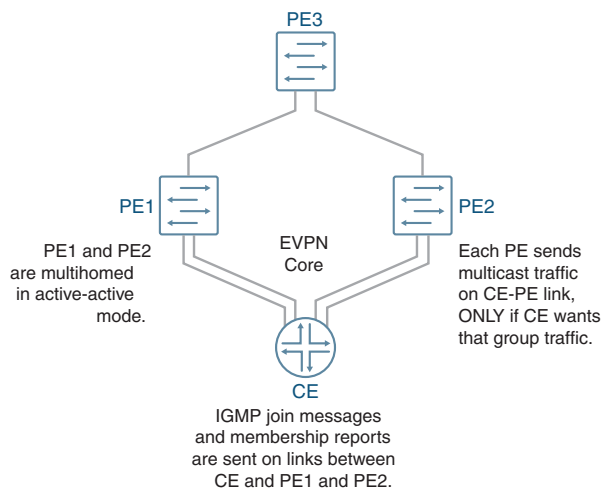 PE3
PE1
PE2
PE1 and PE2
are multihomed
in active-active
mode.
EVPN
Core
Each PE sends
multicast traffic
on CE-PE link,
ONLY if CE wants
that group traffic.
CE
IGMP join messages
and membership reports
are sent on links between
CE and PE1 and PE2.